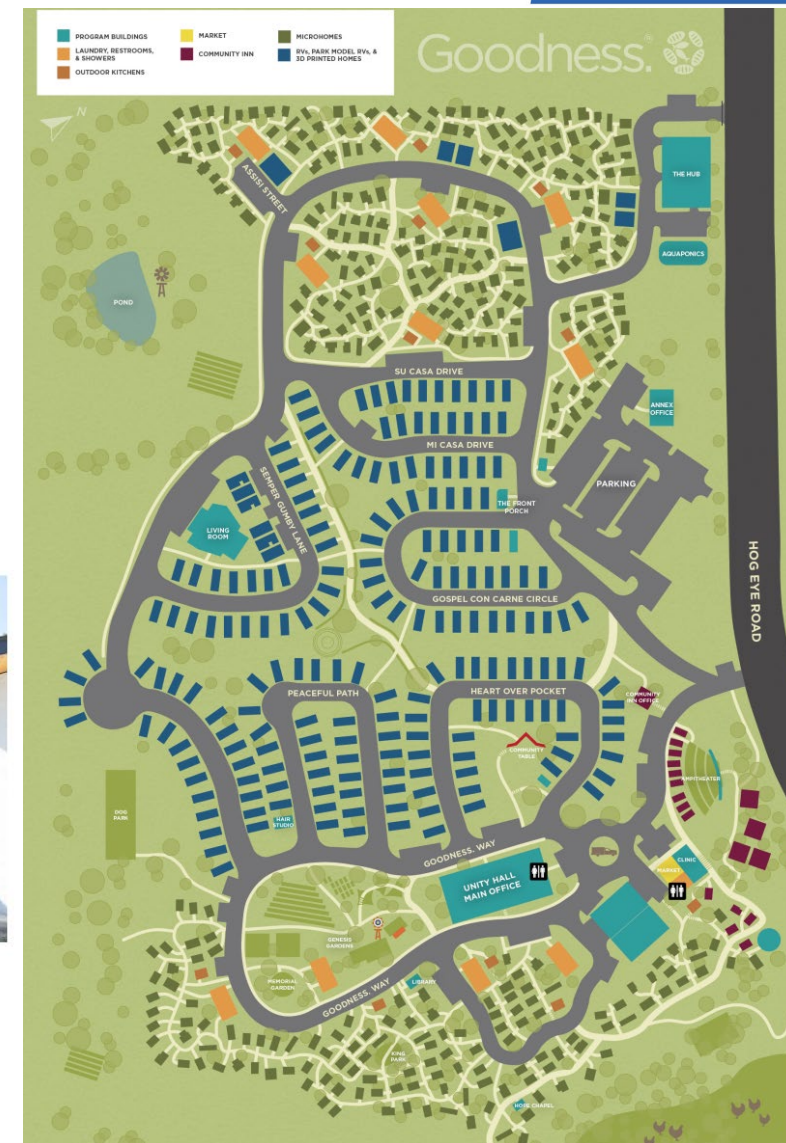 PROGRAM BUILDINGS
LAUNDRY, RESTROOMS,
& SHOWERS
OUTDOOR KITCHENS
MARKET
COMMUNITY INN
MICROHOMES
RVs, PARK MODEL RVs, &
3D PRINTED HOMES
Goodness.
N
ASSISI STREET
THE HUB
AQUAPONICS
POND
SU CASA DRIVE
ANNEX
OFFICE
MI CASA DRIVE
PARKING
SEMPER GUMBY LANE
THE FRONT
PORCH
LIVING
ROOM
HOG EYE ROAD
GOSPEL CON CARNE CIRCLE
PEACEFUL PATH
HEART OVER POCKET
COMMUNITY
INN OFFICE
COMMUNITY
TABLE
AMPITHEATER
DOG
PARK
HAIR
STUDIO
GOODNESS. WAY
CLINIC
MARKET
UNITY HALL
MAIN OFFICE
GENESIS
GARDENS
MEMORIAL
GARDEN
LIBRARY
GOODNESS. WAY
KING
PARK
HOPE CHAPEL